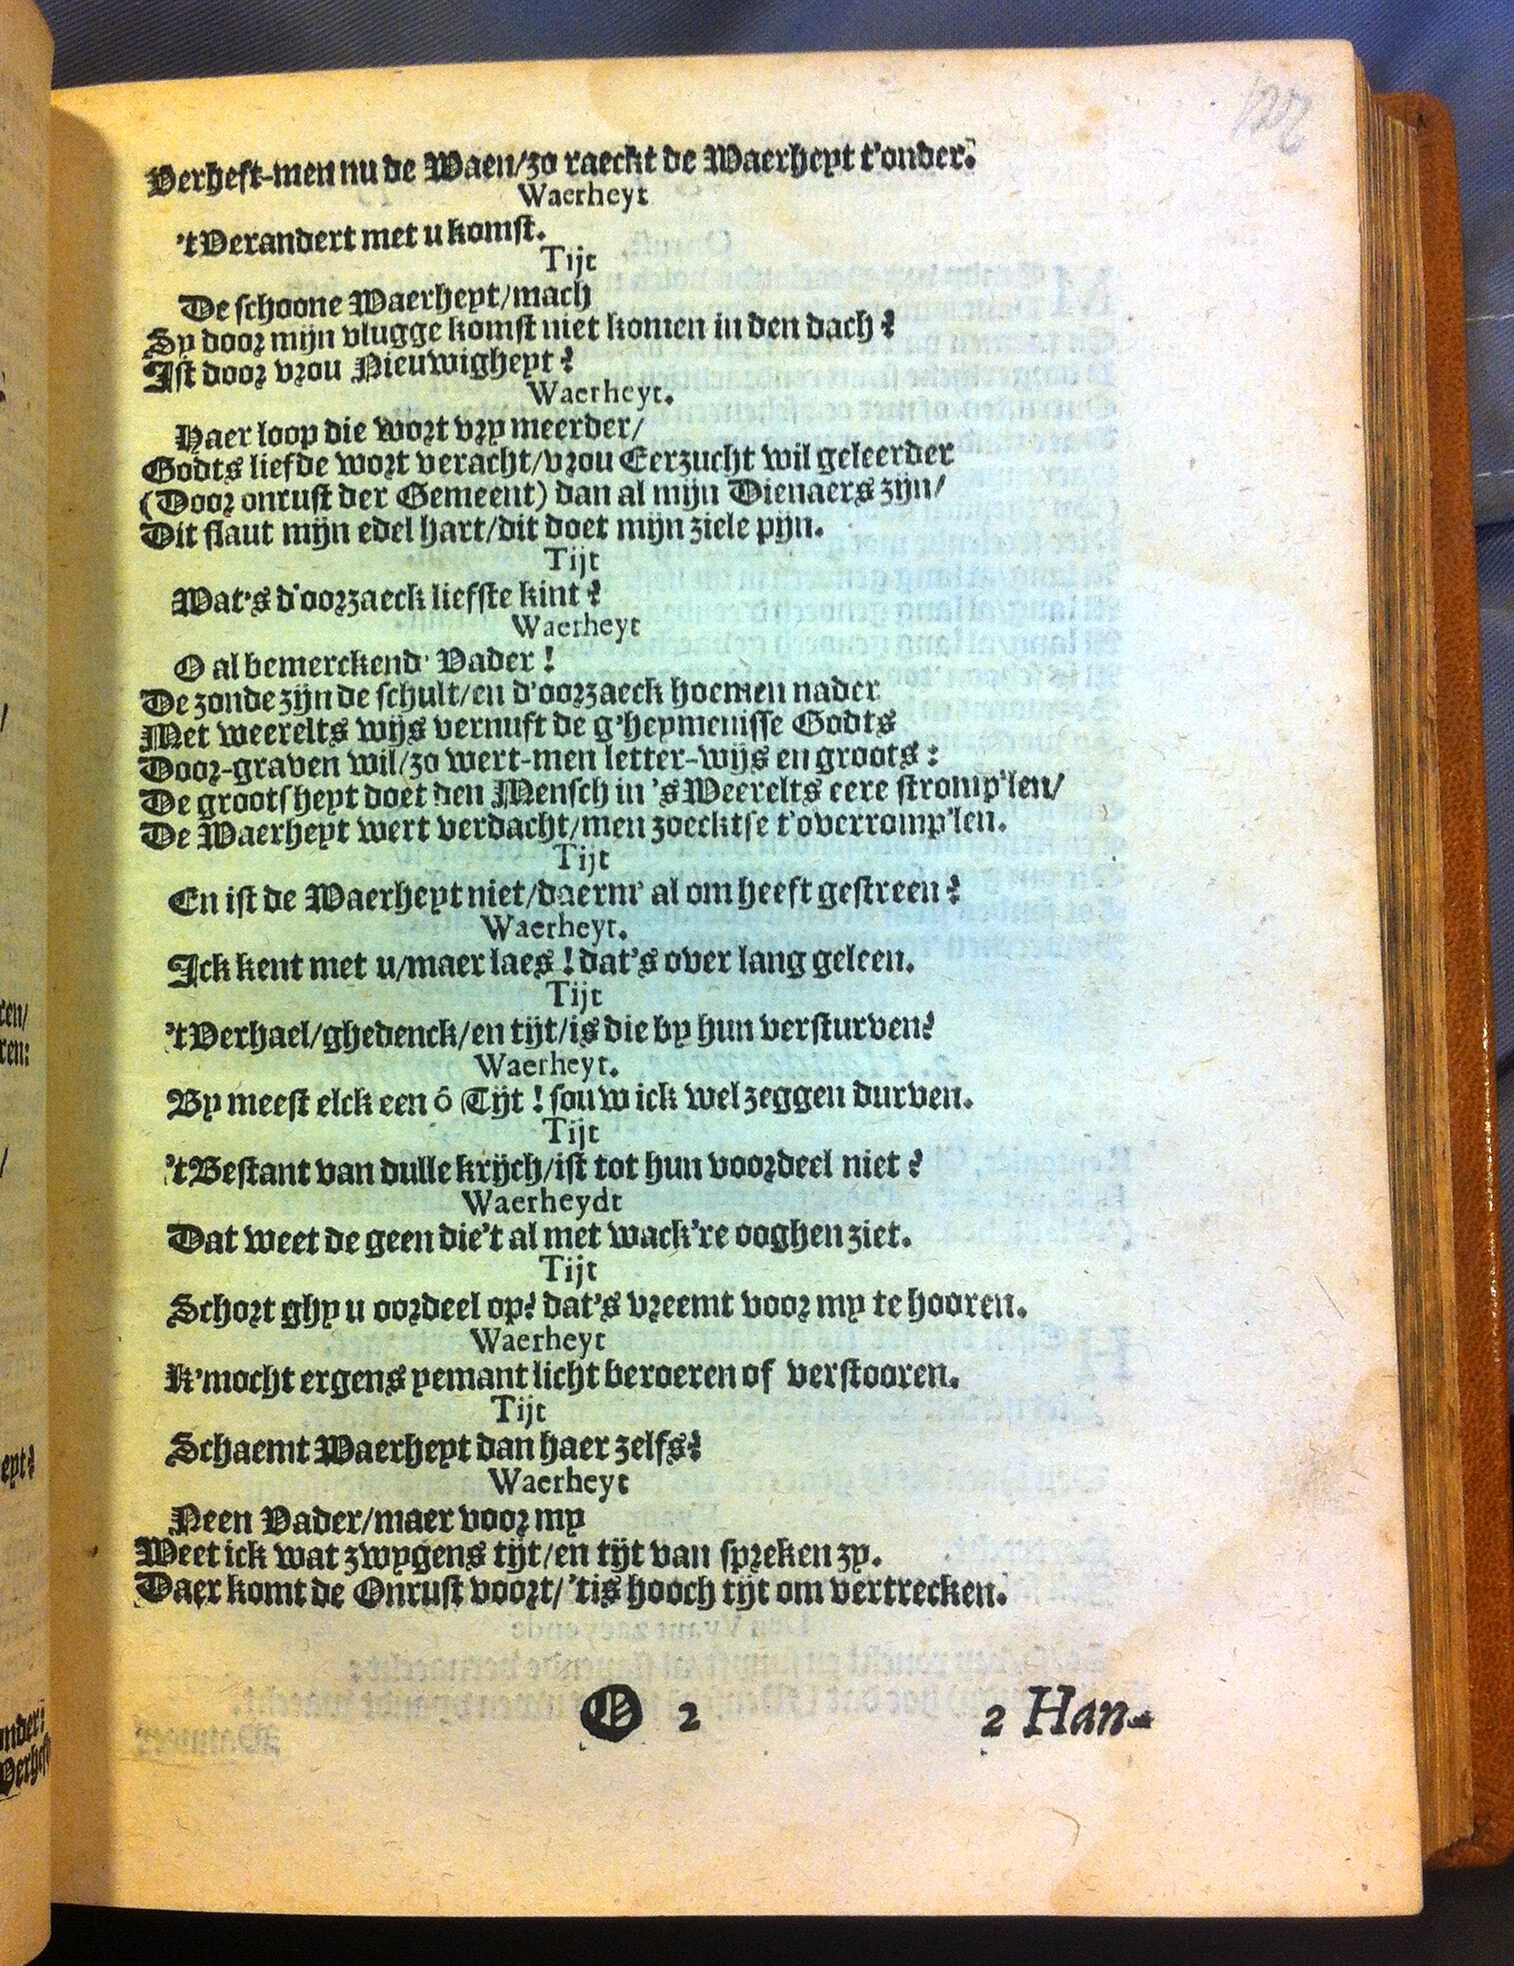 Verheft-men nu de Waen/zo raeckt de Waerheyt t'onder.
Waerheyt
'tVerandert met u komst.
Tijt
De schoone Waerheyt/mach
Sy door mijn vlugge komst niet komen in den dach?
Ist door vrou Nieuwigheyt?
Waerheyt.
Haer loop die wort vry meerder/
Godts liefde wort veracht/vrou Eerzucht wil geleerder
(Door onrust der Gemeent) dan al mijn Dienaers zijn/
Dit flaut mijn edel hart/dit doet mijn ziele pijn.
Tijt
Wat's d'oorzaeck liefste kint?
Waerheyt
O al bemerckend' Vader!
De zonde zijn de schult/en d'oorzaeck hoemen nader
Met weerelts wijs vernuft de g'heymenisse Godts
Door-graven wil/zo wert-men letter-wijs en groots:
De grootsheyt doet den Mensch in 'sWeerelts eere stromp'len/
De Waerheyt wert verdacht/men zoecktse t'overromp'len.
Tijt
En ist de Waerheyt niet/daerm' al om heeft gestreen?
Waerheyt.
Ick kent met u/maer laes! dat's over lang geleen.
Tijt
'tVerhael/ghedenck/en tijt/is die by hun versturven?
Waerheyt.
By meest elck een ô Tijt! souw ick wel zeggen durven.
Tijt
'tBestant van dulle krijch/ist tot hun voordeel niet?
Waerheydt
Dat weet de geen die't al met wack're ooghen ziet.
Tijt
Schort ghy u oordeel op? dat's vreemt voor my te hooren.
Waerheyt
K'mocht ergens yemant licht beroeren of verstooren.
Tijt
Schaemt Waerheyt dan haer zelfs?
Waerheyt
Neen Vader/maer voor my
Weet ick wat zwygens tijt/en tijt van spreken zy.
Daer komt de Onrust voort/'tis hooch tijt om vertrecken.
2 2 Han-